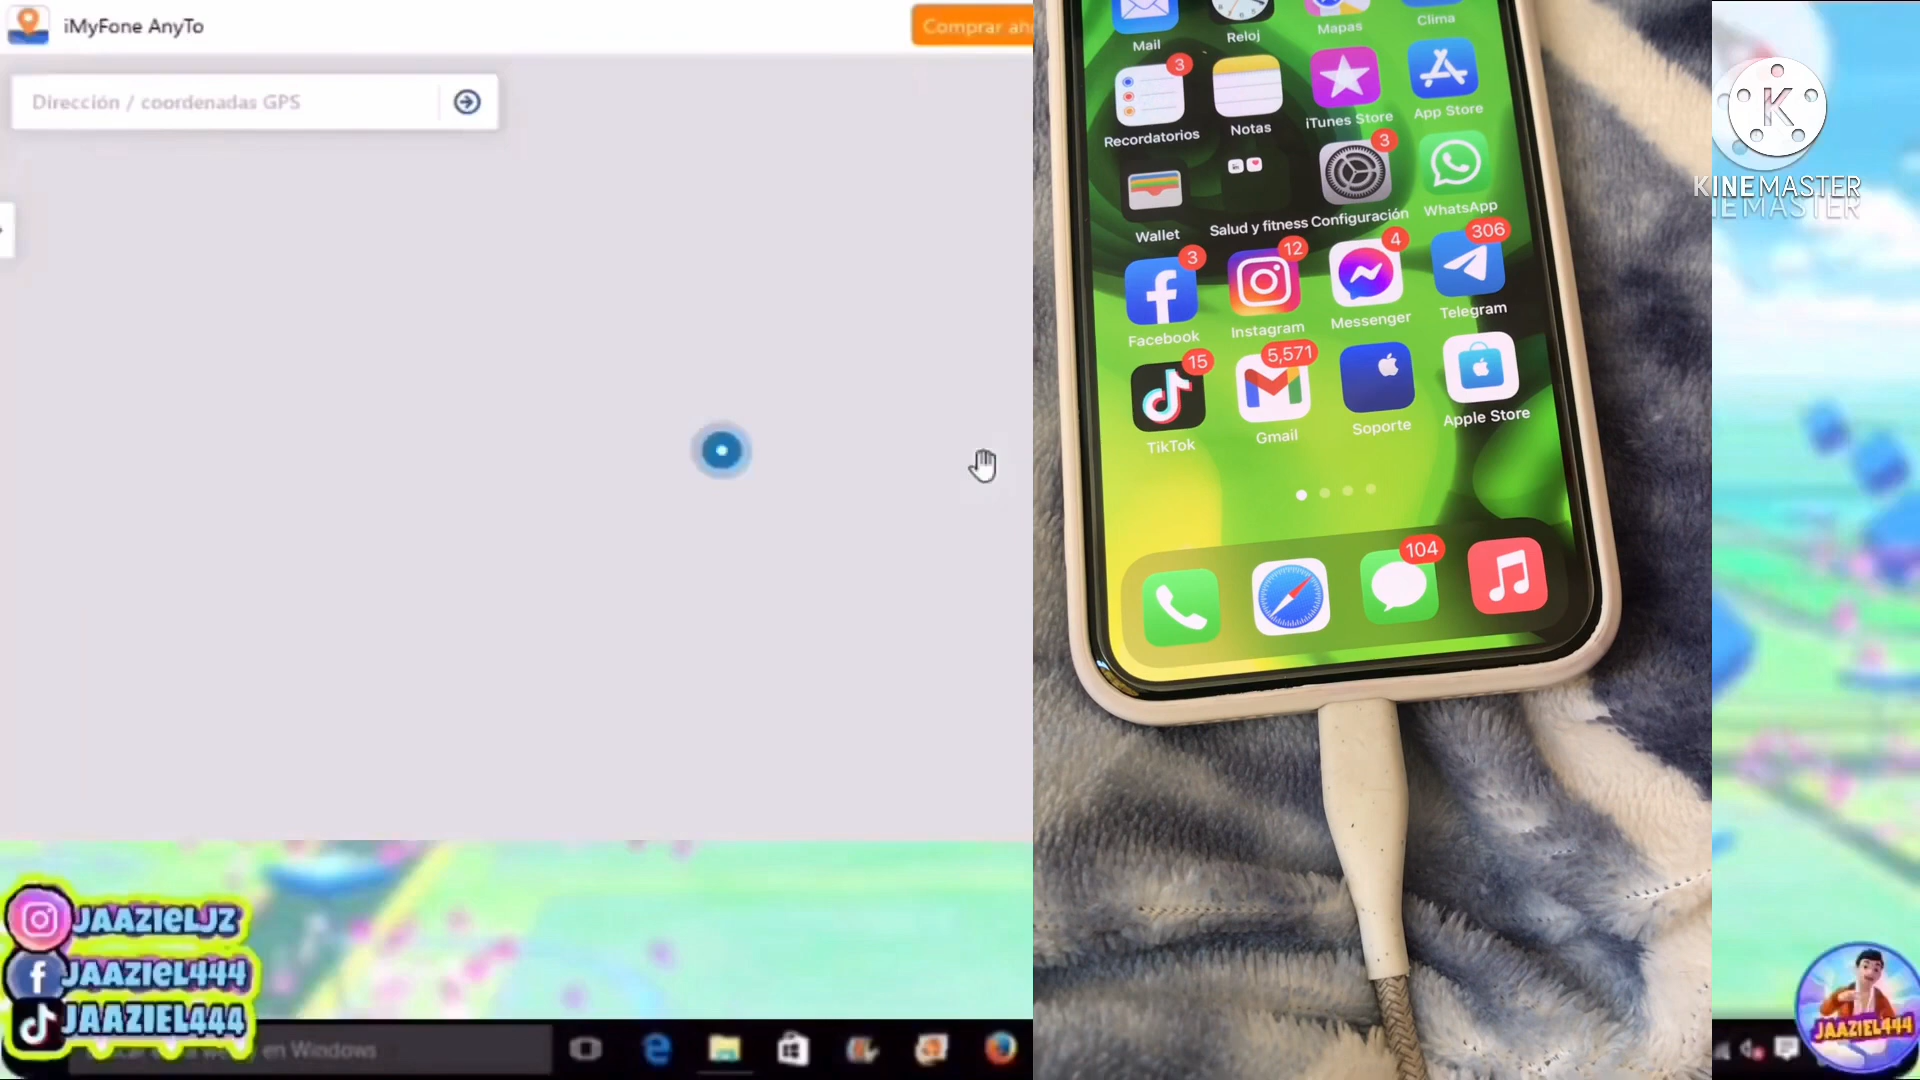 iMyFone AnyTo
Comprar ah
Dirección / coordenadas GPS
Mail
Reloj
Mapas
Clima
3
Recordatorios
Notas
iTunes Store
App Store
3
Wallet
Salud y fitness
Configuración
WhatsApp
3
12
4
306
Facebook
Instagram
Messenger
Telegram
15
5,571
TikTok
Gmail
Soporte
Apple Store
104
K
KINEMASTER
JAAZIELJZ
JAAZIEL444
JAAZIEL444
en Windows
JAAZIEL444